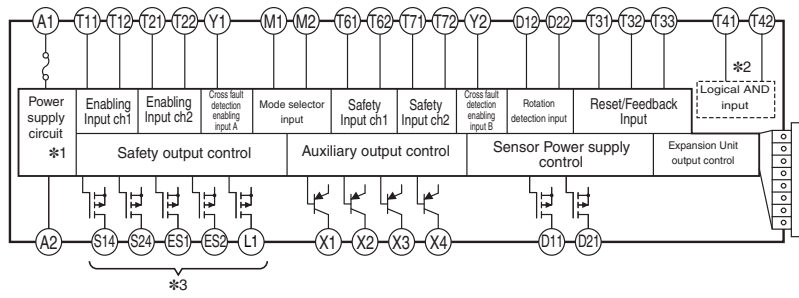 A1 T11 T12 T21 T22 Y1 M1 M2 T61 T62 T71 T72 Y2 D12 D22 T31 T32 T33 T41 T42
*2
Power
supply
circuit
*1
Enabling
Input ch1
Enabling
Input ch2
Cross fault
detection
enabling
input A
Mode selector
input
Safety
Input ch1
Safety
Input ch2
Cross fault
detection
enabling
input B
Rotation
detection input
Reset/Feedback
Input
Logical AND
input
Safety output control
Auxiliary output control
Sensor Power supply
control
Expansion Unit
output control
A2 S14 S24 ES1 ES2 L1 X1 X2 X3 X4 D11 D21
*3